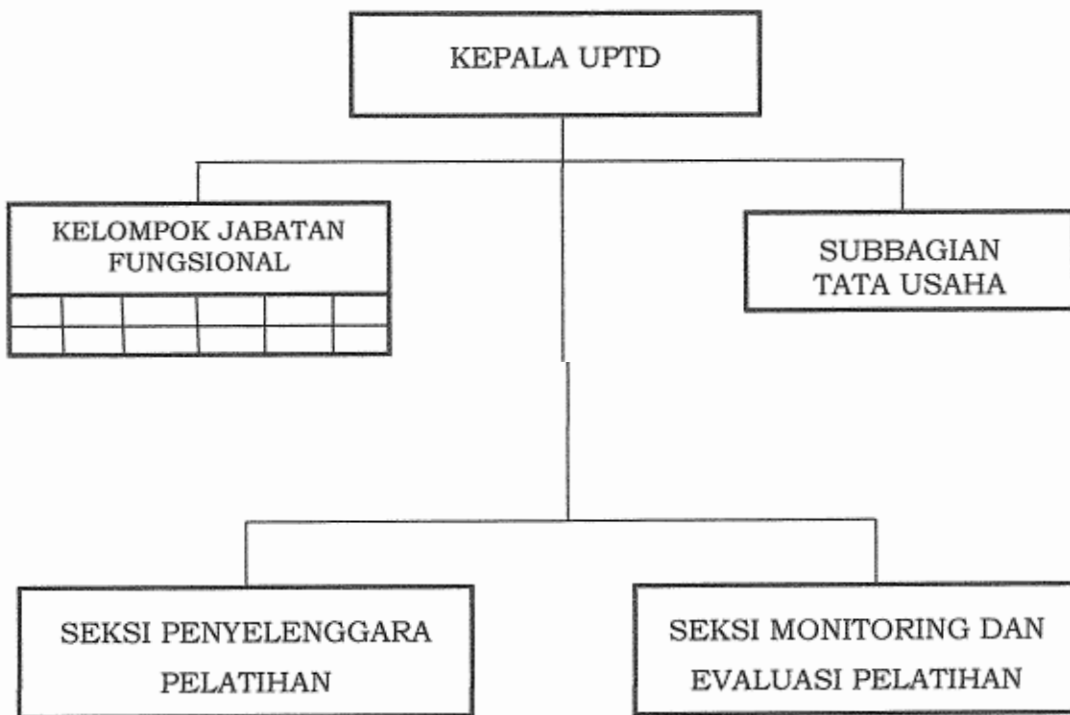 KEPALA UPTD
KELOMPOK JABATAN
FUNGSIONAL
SUBBAGIAN
TATA USAHA
SEKSI PENYELENGGARA
PELATIHAN
SEKSI MONITORING DAN
EVALUASI PELATIHAN